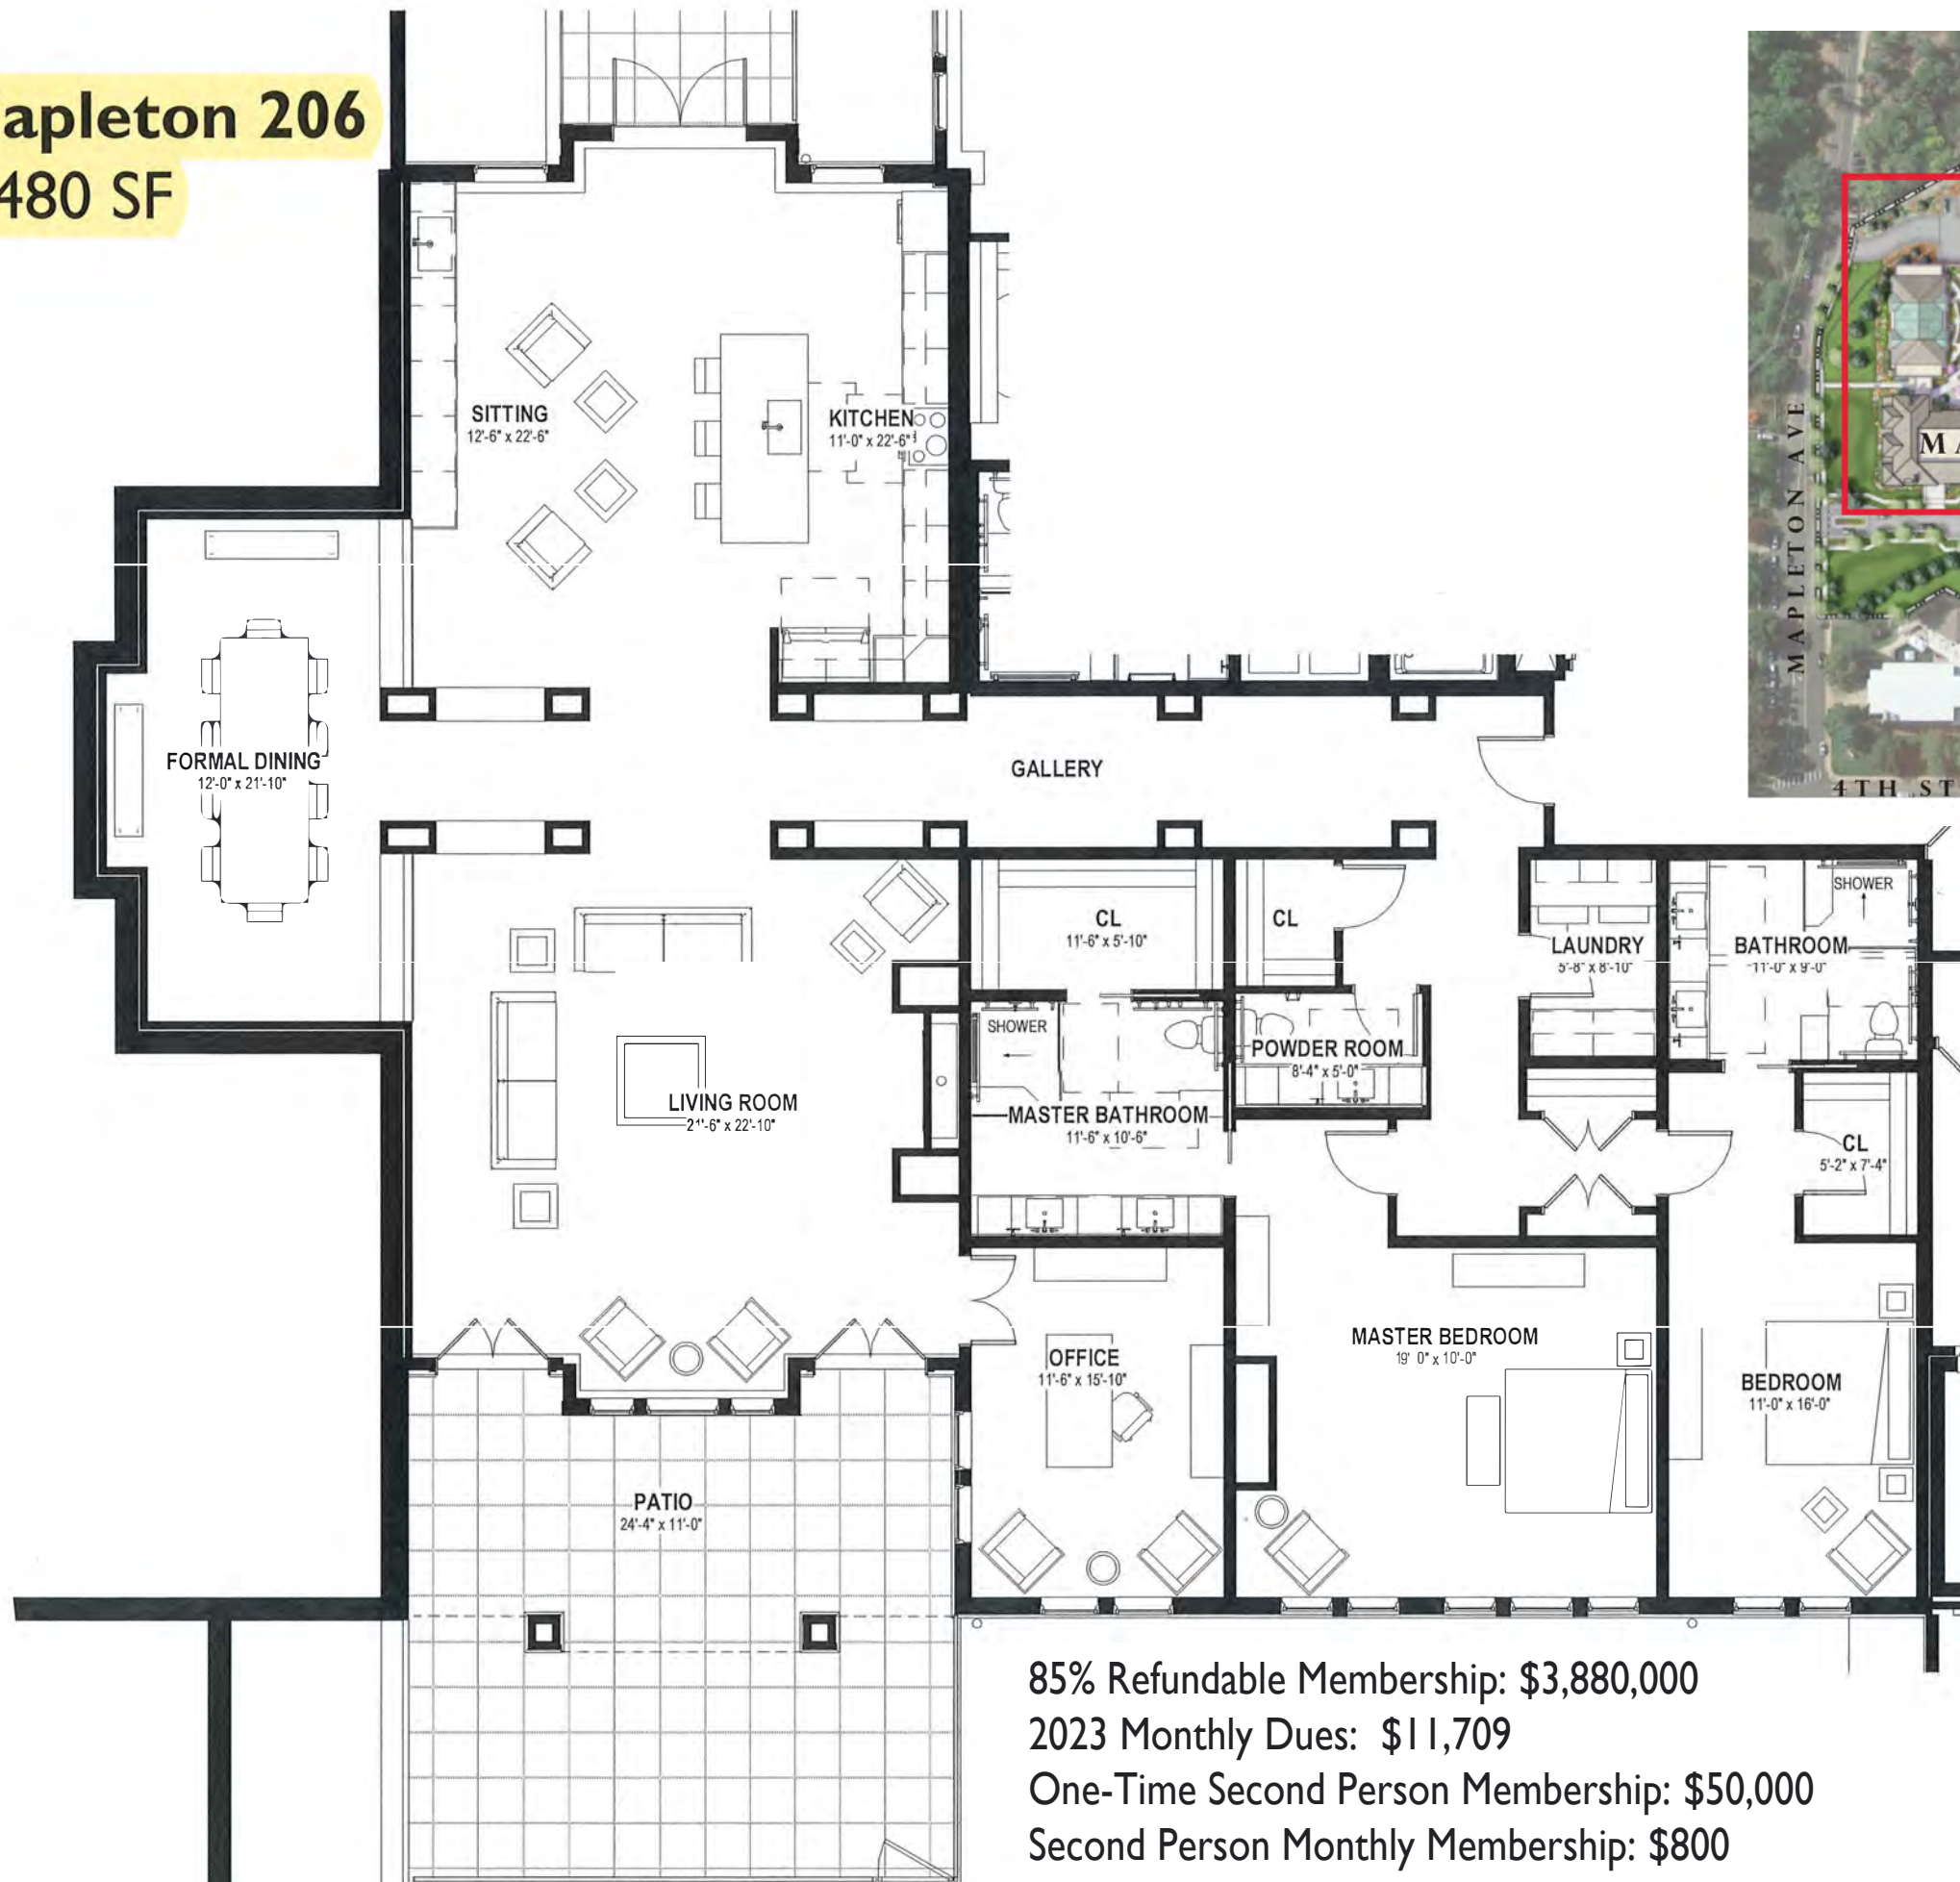 apleton 206
480 SF
SITTING
12'-6" x 22'-6"
KITCHEN
11'-0" x 22'-6"
FORMAL DINING
12'-0" x 21'-10"
GALLERY
MAPLETON AVE
MA
4TH ST
CL
11'-6" x 5'-10"
CL
LAUNDRY
5'-8" x 8'-10"
BATHROOM
11'-0" x 9'-0"
SHOWER
SHOWER
POWDER ROOM
8'-4" x 5'-0"
MASTER BATHROOM
11'-6" x 10'-6"
LIVING ROOM
21'-6" x 22'-10"
CL
5'-2" x 7'-4"
OFFICE
11'-6" x 15'-10"
MASTER BEDROOM
19' 0" x 10'-0"
BEDROOM
11'-0" x 16'-0"
PATIO
24'-4" x 11'-0"
85% Refundable Membership: $3,880,000
2023 Monthly Dues: $11,709
One-Time Second Person Membership: $50,000
Second Person Monthly Membership: $800